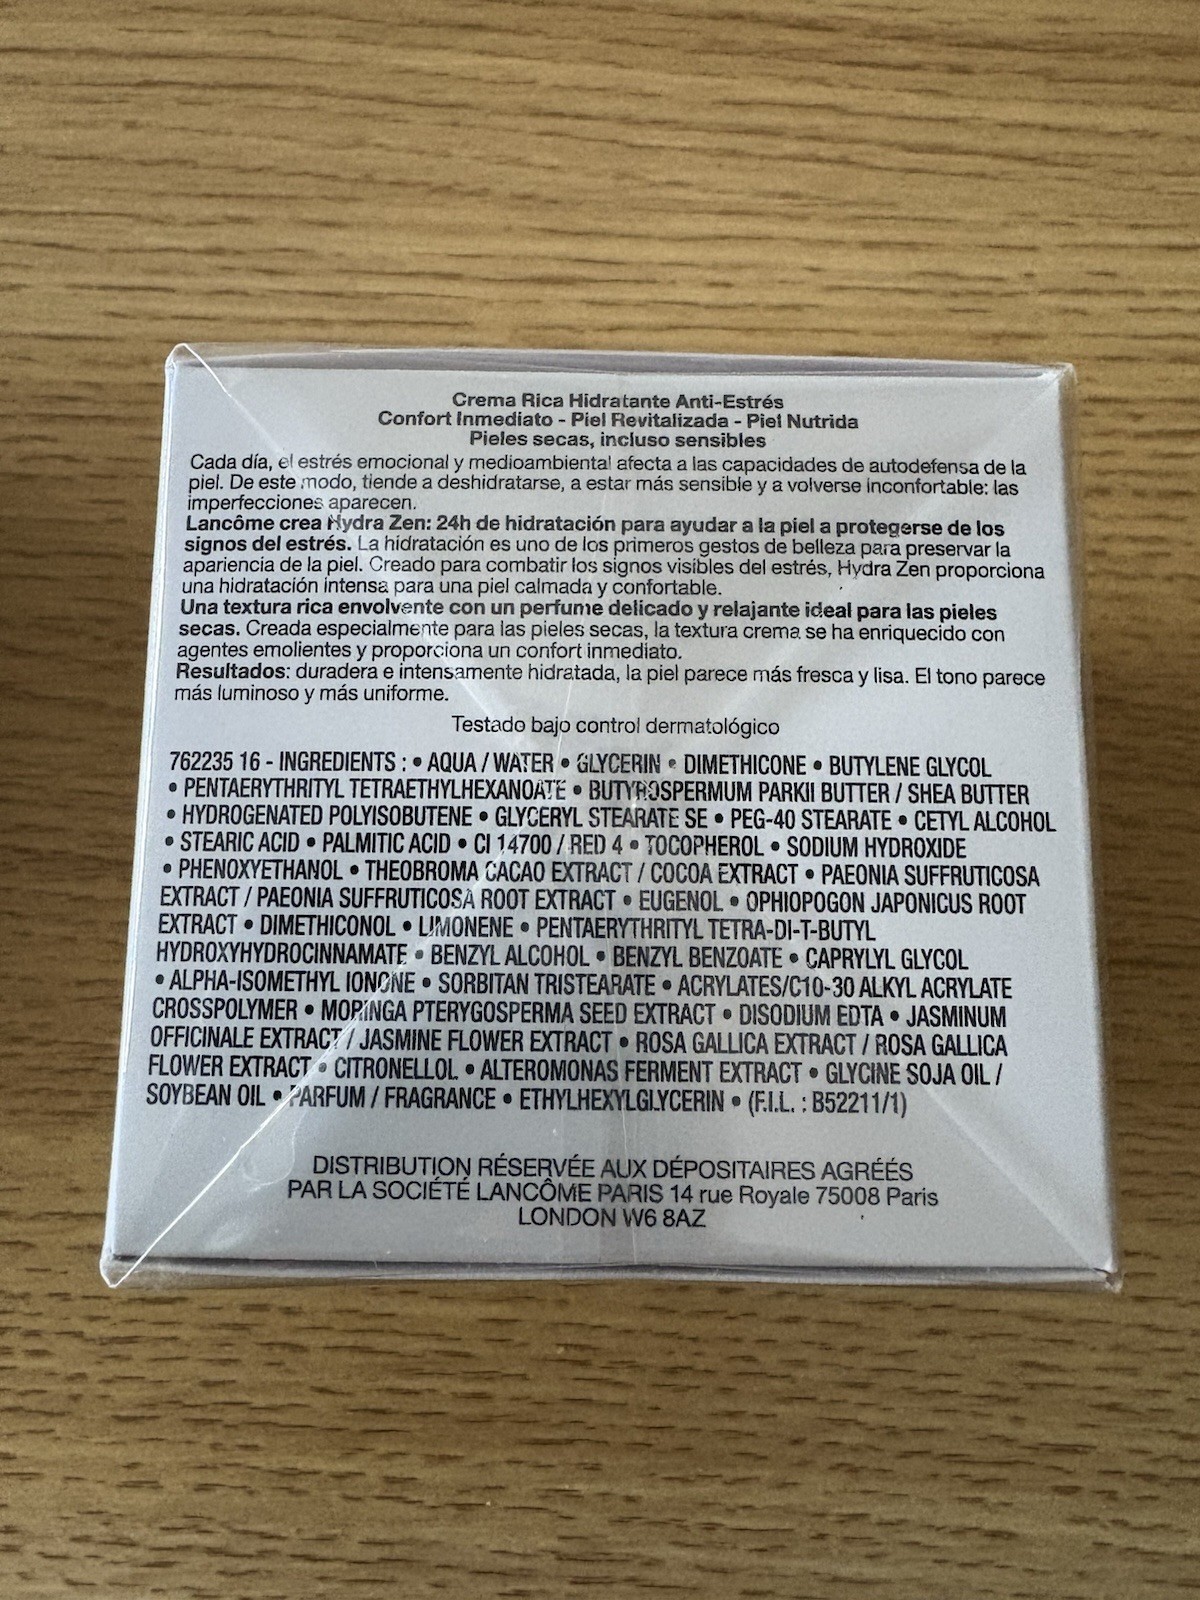 Crema Rica Hidratante Anti-Estrés
Confort Inmediato - Piel Revitalizada - Piel Nutrida
Pieles secas, incluso sensibles
Cada día, el estrés emocional y medioambiental afecta a las capacidades de autodefensa de la
piel. De este modo, tiende a deshidratarse, a estar más sensible y a volverse inconfortable: las
imperfecciones aparecen.
Lancôme crea Hydra Zen: 24h de hidratación para ayudar a la piel a protegerse de los
signos del estrés. La hidratación es uno de los primeros gestos de belleza para preservar la
apariencia de la piel. Creado para combatir los signos visibles del estrés, Hydra Zen proporciona
una hidratación intensa para una piel calmada y confortable.
Una textura rica envolvente con un perfume delicado y relajante ideal para las pieles
secas. Creada especialmente para las pieles secas, la textura crema se ha enriquecido con
agentes emolientes y proporciona un confort inmediato.
Resultados: duradera e intensamente hidratada, la piel parece más fresca y lisa. El tono parece
más luminoso y más uniforme.
Testado bajo control dermatológico
762235 16 - INGREDIENTS : • AQUA / WATER • GLYCERIN • DIMETHICONE • BUTYLENE GLYCOL
• PENTAERYTHRITYL TETRAETHYLHEXANOATE • BUTYROSPERMUM PARKII BUTTER / SHEA BUTTER
• HYDROGENATED POLYISOBUTENE • GLYCERYL STEARATE SE • PEG-40 STEARATE • CETYL ALCOHOL
• STEARIC ACID • PALMITIC ACID • CI 14700 / RED 4 • TOCOPHEROL • SODIUM HYDROXIDE
• PHENOXYETHANOL • THEOBROMA CACAO EXTRACT / COCOA EXTRACT • PAEONIA SUFFRUTICOSA
EXTRACT / PAEONIA SUFFRUTICOSA ROOT EXTRACT • EUGENOL • OPHIOPOGON JAPONICUS ROOT
EXTRACT • DIMETHICONOL • LIMONENE • PENTAERYTHRITYL TETRA-DI-T-BUTYL
HYDROXYHYDROCINNAMATE • BENZYL ALCOHOL • BENZYL BENZOATE • CAPRYLYL GLYCOL
• ALPHA-ISOMETHYL IONONE • SORBITAN TRISTEARATE • ACRYLATES/C10-30 ALKYL ACRYLATE
CROSSPOLYMER • MORINGA PTERYGOSPERMA SEED EXTRACT • DISODIUM EDTA • JASMINUM
OFFICINALE EXTRACT / JASMINE FLOWER EXTRACT • ROSA GALLICA EXTRACT / ROSA GALLICA
FLOWER EXTRACT • CITRONELLOL • ALTEROMONAS FERMENT EXTRACT • GLYCINE SOJA OIL /
SOYBEAN OIL • PARFUM / FRAGRANCE • ETHYLHEXYLGLYCERIN • (F.I.L. : B52211/1)
DISTRIBUTION RÉSERVÉE AUX DÉPOSITAIRES AGRÉÉS
PAR LA SOCIÉTÉ LANCÔME PARIS 14 rue Royale 75008 Paris
LONDON W6 8AZ